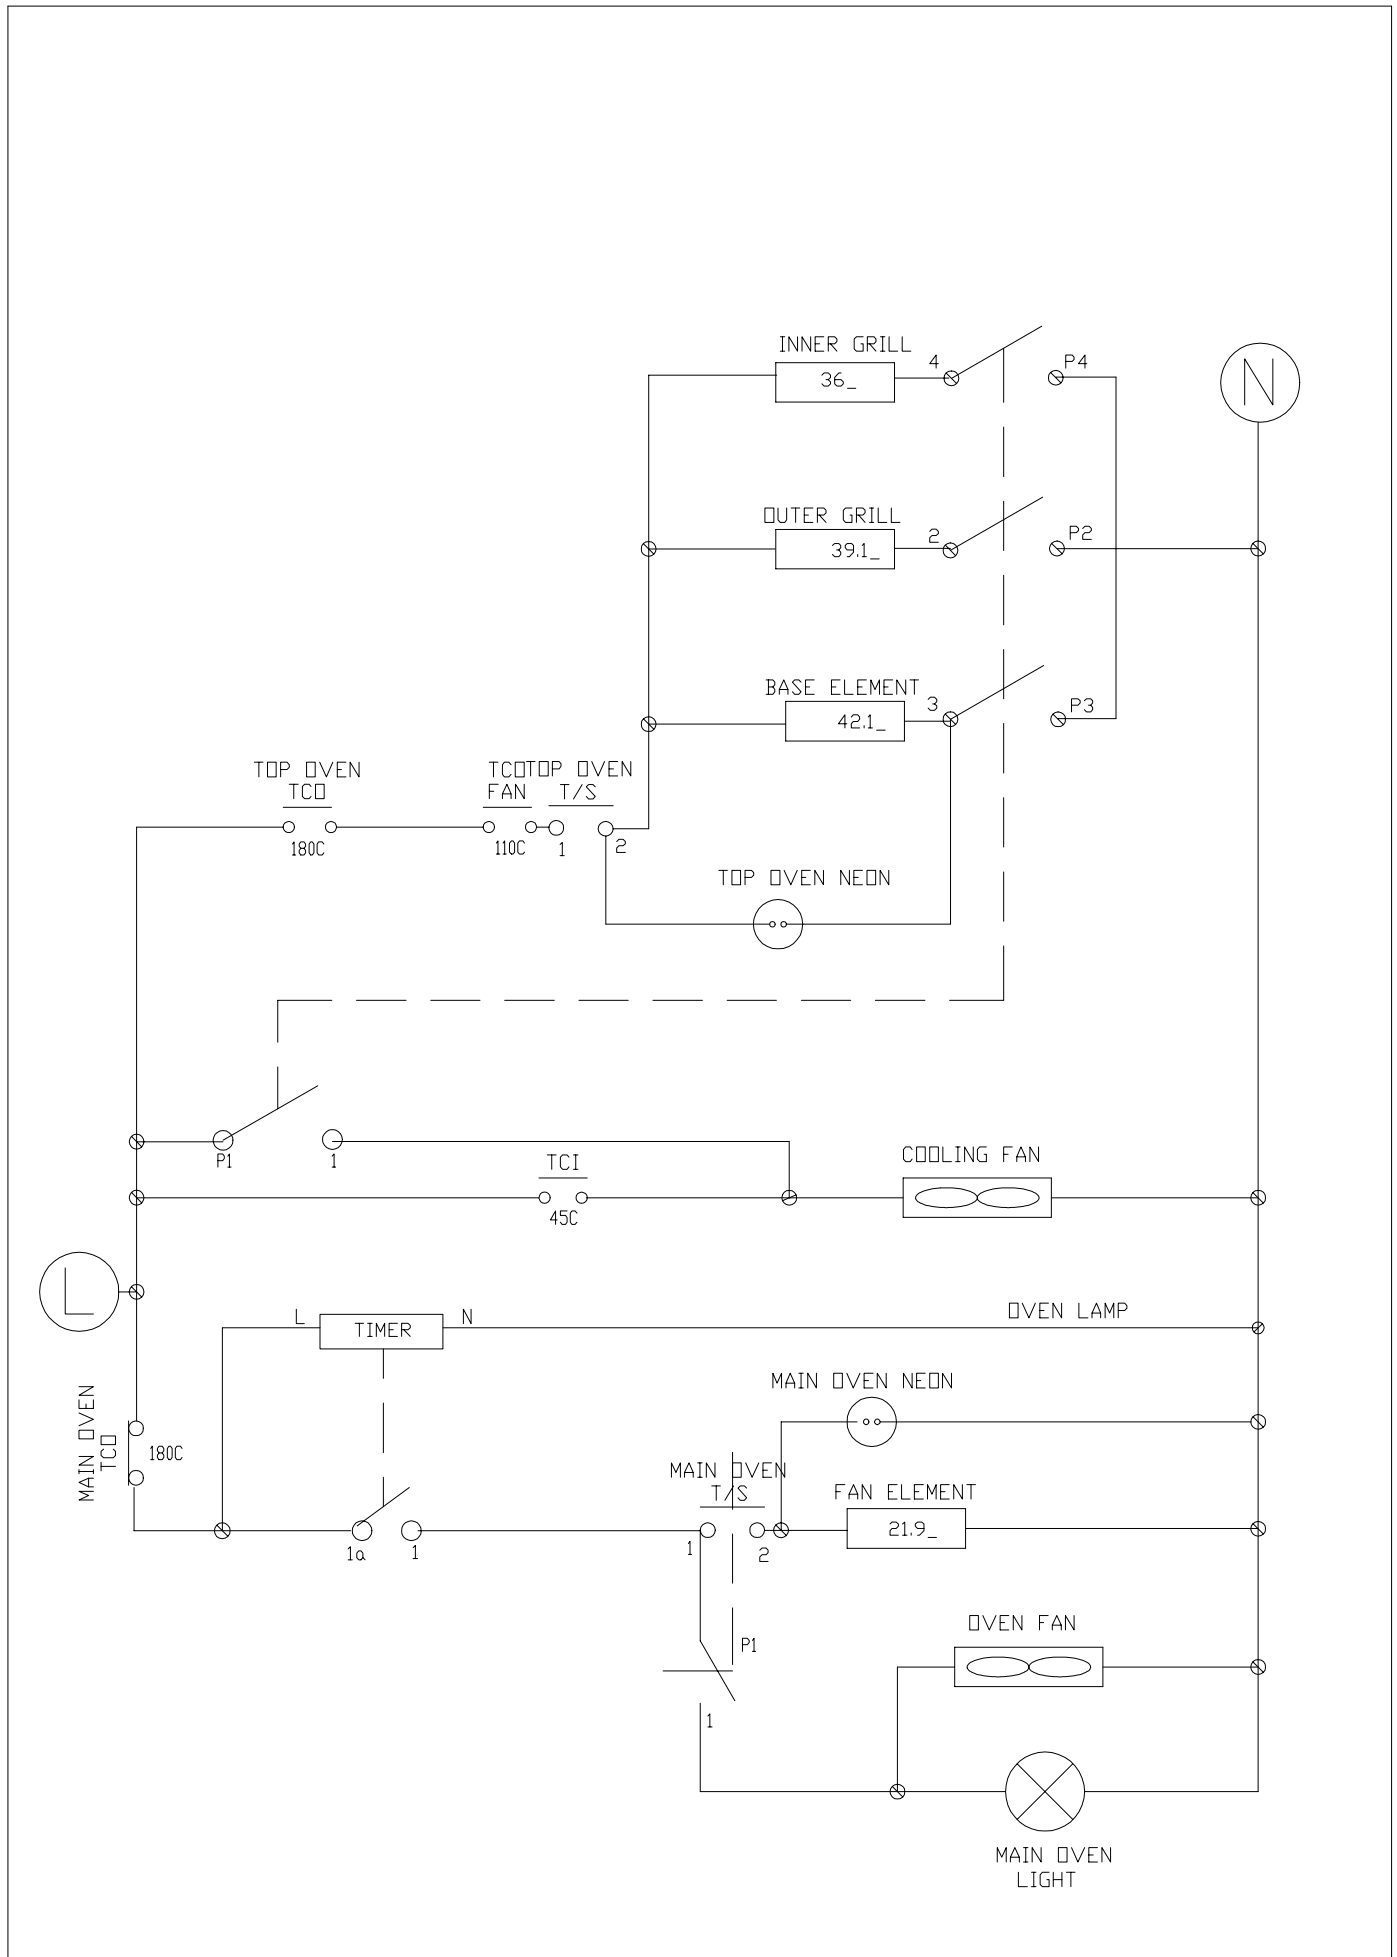 INNER GRILL
36_
4
P4
N
OUTER GRILL
39.1_
2
P2
BASE ELEMENT
42.1_
3
P3
TOP OVEN
TCO
180C
TCO
FAN
110C
TOP OVEN
T/S
1
2
TOP OVEN NEON
P1
1
TCI
45C
COOLING FAN
L
L
TIMER
N
OVEN LAMP
MAIN OVEN
TCO
180C
MAIN OVEN NEON
MAIN OVEN
T/S
FAN ELEMENT
21.9_
1a
1
1
2
P1
1
OVEN FAN
MAIN OVEN
LIGHT